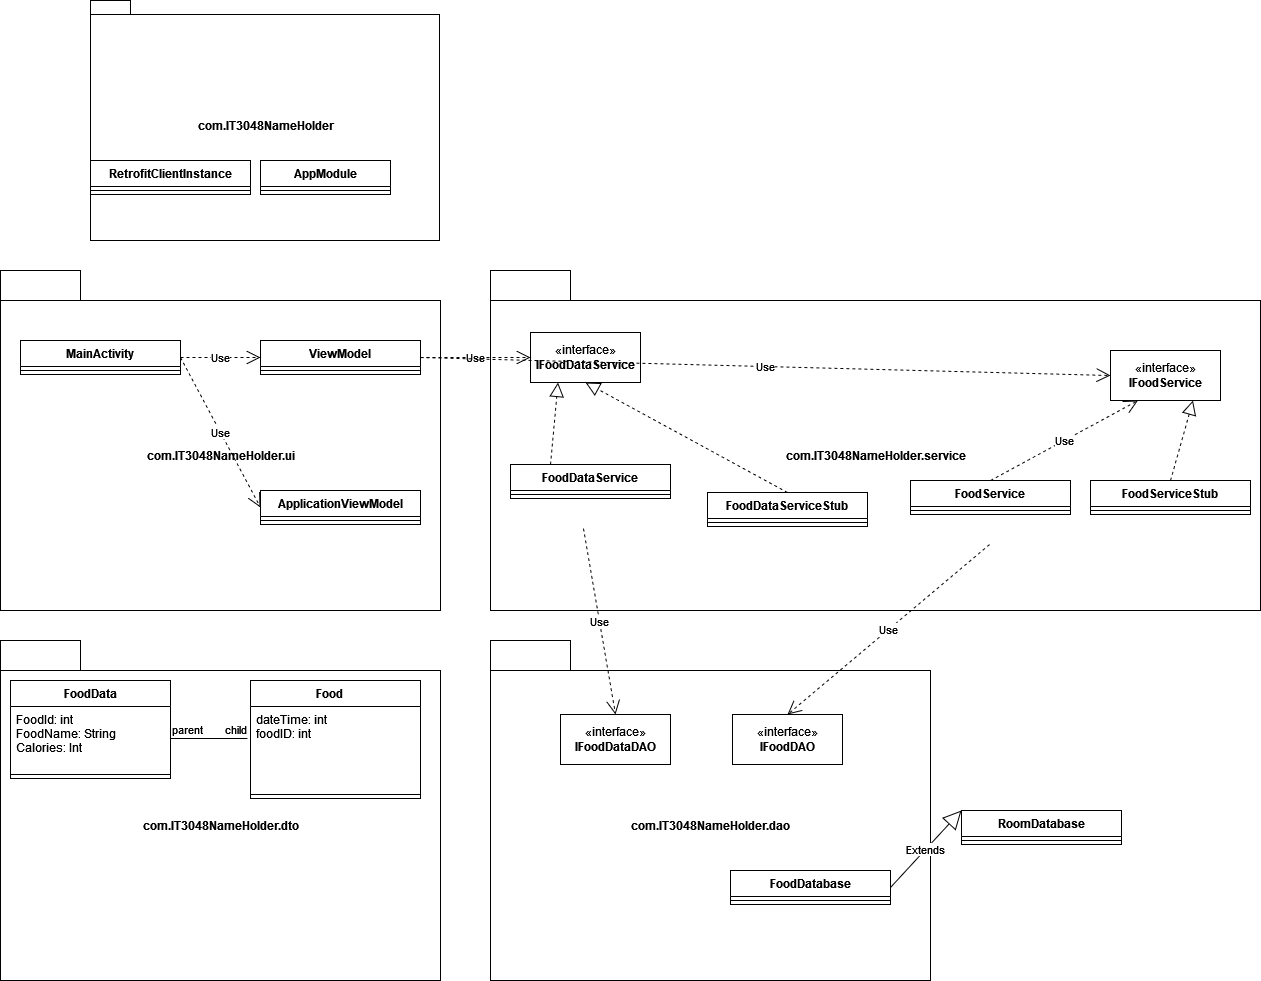 com.IT3048NameHolder
RetrofitClientInstance
AppModule
MainActivity
Use
ViewModel
Use
«interface»
IFoodDataService
Use
«interface»
IFoodService
Use
com.IT3048NameHolder.ui
ApplicationViewModel
com.IT3048NameHolder.service
Use
FoodDataService
FoodDataServiceStub
FoodService
FoodServiceStub
Use
Use
FoodData
FoodId: int
FoodName: String
Calories: Int
parent
child
Food
dateTime: int
foodID: int
com.IT3048NameHolder.dto
«interface»
IFoodDataDAO
«interface»
IFoodDAO
com.IT3048NameHolder.dao
RoomDatabase
Extends
FoodDatabase